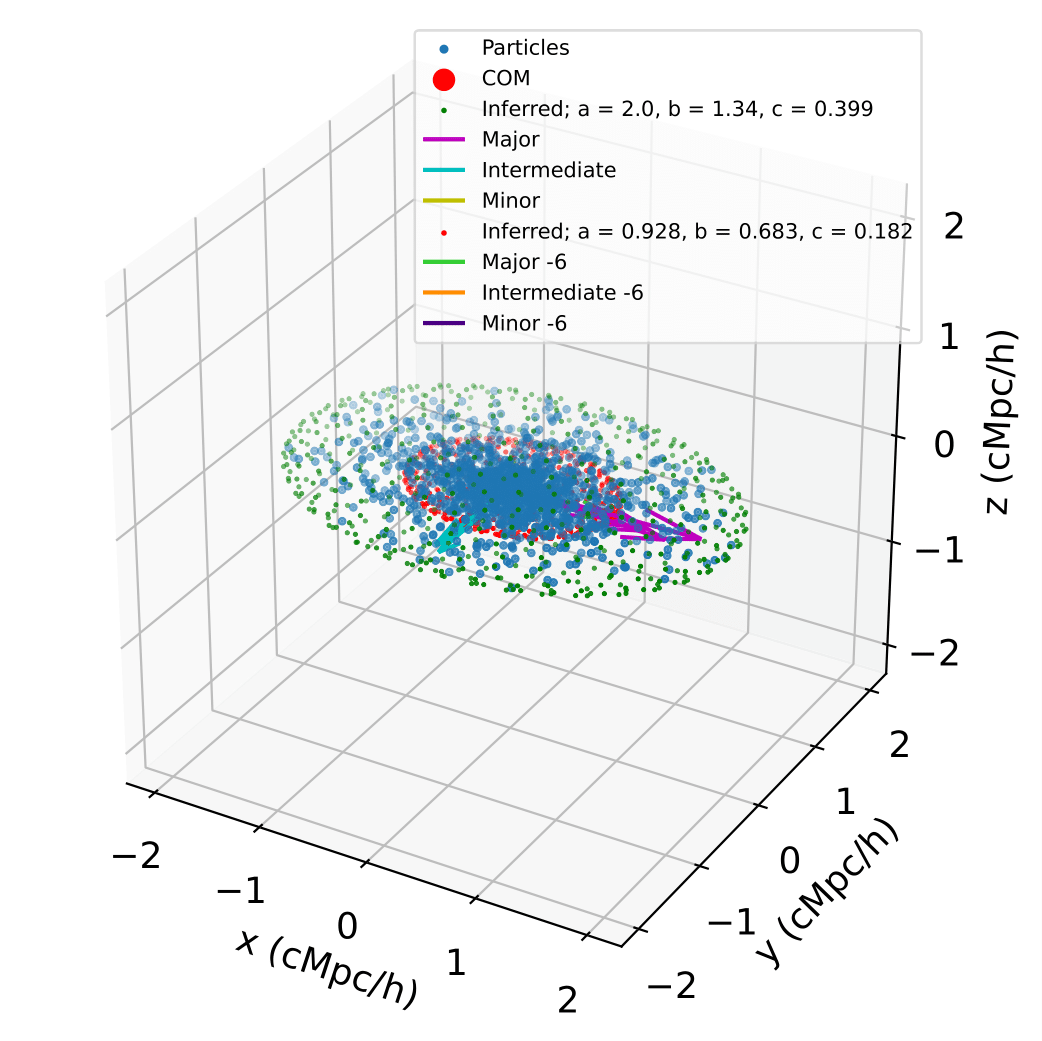 Particles
COM
Inferred; a = 2.0, b = 1.34, c = 0.399
Major
Intermediate
Minor
Inferred; a = 0.928, b = 0.683, c = 0.182
Major -6
Intermediate -6
Minor -6
2
1
0
−1
−2
z (cMpc/h)
2
1
0
−1
−2
y (cMpc/h)
−2
−1
0
1
2
x (cMpc/h)